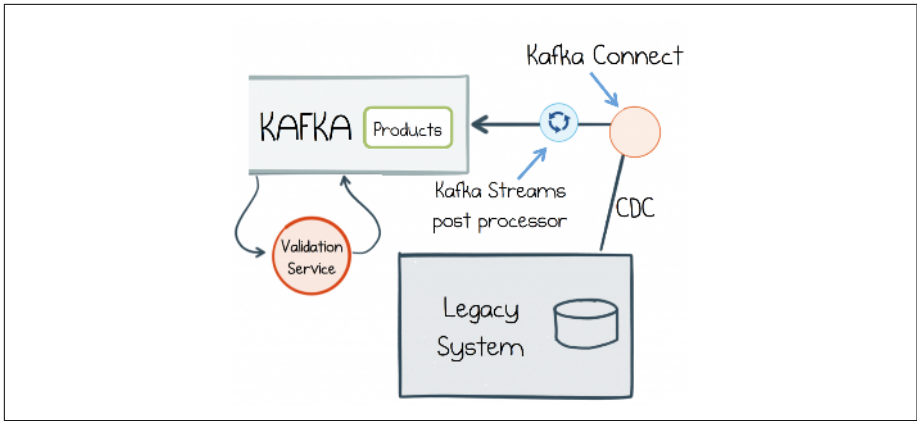 Kafka Connect
KAFKA
Products
Kafka Streams
post processor
CDC
Validation
Service
Legacy
System